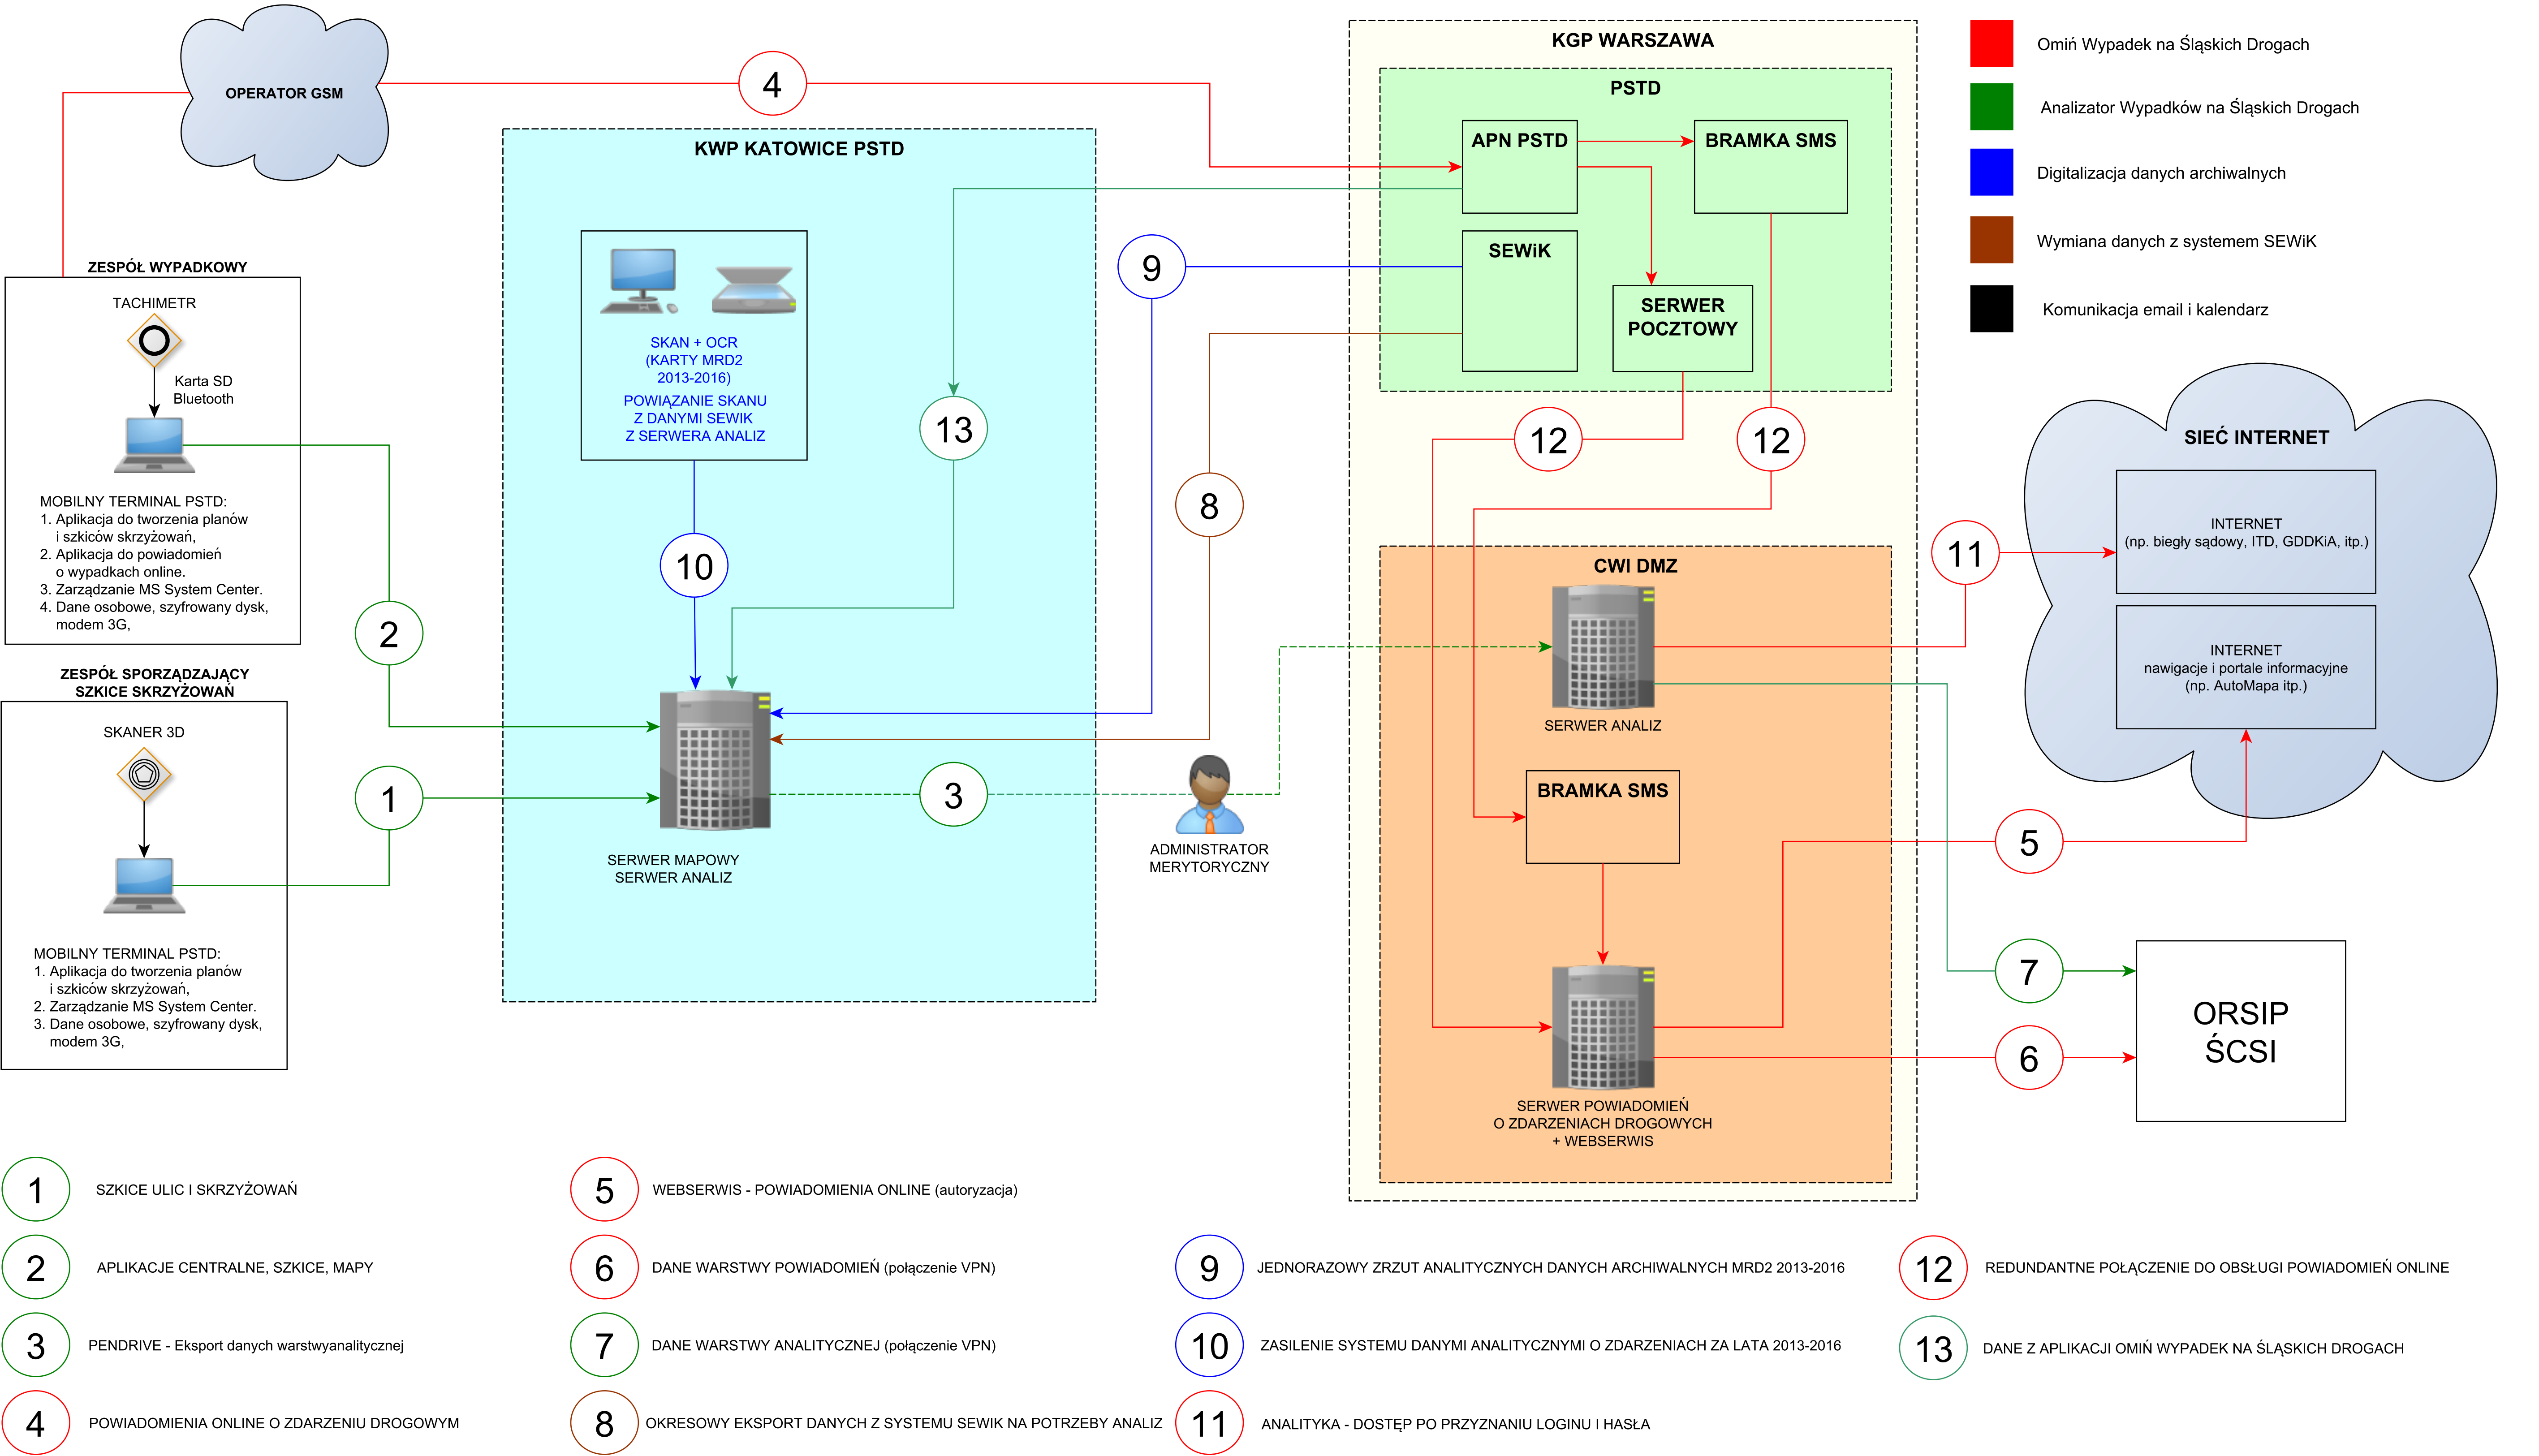 OPERATOR GSM
4
KGP WARSZAWA
PSTD
APN PSTD
BRAMKA SMS
SEWiK
SERWER
POCZTOWY
Omiń Wypadek na Śląskich Drogach
Analizator Wypadków na Śląskich Drogach
Digitalizacja danych archiwalnych
Wymiana danych z systemem SEWiK
Komunikacja email i kalendarz
KWP KATOWICE PSTD
SKAN + OCR
(KARTY MRD2
2013-2016)
POWIĄZANIE SKANU
Z DANYMI SEWIK
Z SERWERA ANALIZ
9
13
8
10
12
12
ZESPÓŁ WYPADKOWY
TACHIMETR
Karta SD
Bluetooth
MOBILNY TERMINAL PSTD:
1. Aplikacja do tworzenia planów
i szkiców skrzyżowań,
2. Aplikacja do powiadomień
o wypadkach online.
3. Zarządzanie MS System Center.
4. Dane osobowe, szyfrowany dysk,
modem 3G,
2
ZESPÓŁ SPORZĄDZAJĄCY
SZKICE SKRZYŻOWAŃ
SKANER 3D
MOBILNY TERMINAL PSTD:
1. Aplikacja do tworzenia planów
i szkiców skrzyżowań,
2. Zarządzanie MS System Center.
3. Dane osobowe, szyfrowany dysk,
modem 3G,
1
SERWER MAPOWY
SERWER ANALIZ
3
ADMINISTRATOR
MERYTORYCZNY
CWI DMZ
SERWER ANALIZ
BRAMKA SMS
SERWER POWIADOMIEŃ
O ZDARZENIACH DROGOWYCH
+ WEBSERWIS
11
SIEĆ INTERNET
INTERNET
(np. biegły sądowy, ITD, GDDKiA, itp.)
INTERNET
nawigacje i portale informacyjne
(np. AutoMapa itp.)
5
7
6
ORSIP
ŚCSI
1
SZKICE ULIC I SKRZYŻOWAŃ
2
APLIKACJE CENTRALNE, SZKICE, MAPY
3
PENDRIVE - Eksport danych warstwyanalitycznej
4
POWIADOMIENIA ONLINE O ZDARZENIU DROGOWYM
5
WEBSERWIS - POWIADOMIENIA ONLINE (autoryzacja)
6
DANE WARSTWY POWIADOMIEŃ (połączenie VPN)
7
DANE WARSTWY ANALITYCZNEJ (połączenie VPN)
8
OKRESOWY EKSPORT DANYCH Z SYSTEMU SEWIK NA POTRZEBY ANALIZ
9
JEDNORAZOWY ZRZUT ANALITYCZNYCH DANYCH ARCHIWALNYCH MRD2 2013-2016
10
ZASILENIE SYSTEMU DANYMI ANALITYCZNYMI O ZDARZENIACH ZA LATA 2013-2016
11
ANALITYKA - DOSTĘP PO PRZYZNANIU LOGINU I HASŁA
12
REDUNDANTNE POŁĄCZENIE DO OBSŁUGI POWIADOMIEŃ ONLINE
13
DANE Z APLIKACJI OMIŃ WYPADEK NA ŚLĄSKICH DROGACH